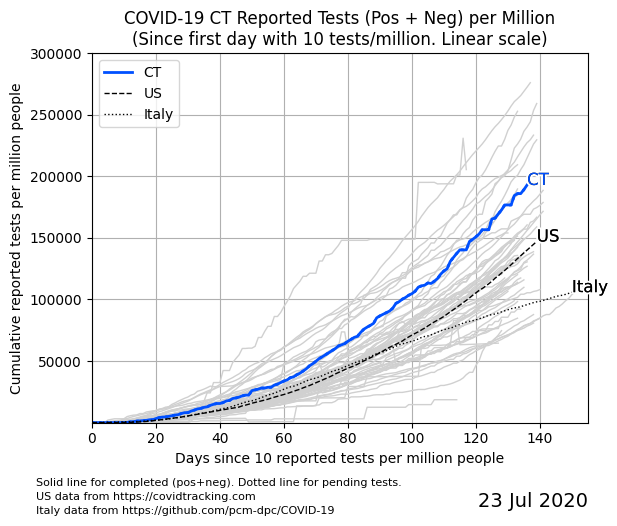 COVID-19 CT Reported Tests (Pos + Neg) per Million
(Since first day with 10 tests/million. Linear scale)
300000
250000
200000
150000
100000
50000
Cumulative reported tests per million people
CT
US
Italy
CT
US
Italy
0 20 40 60 80 100 120 140
Days since 10 reported tests per million people
Solid line for completed (pos+neg). Dotted line for pending tests.
US data from https://covidtracking.com
Italy data from https://github.com/pcm-dpc/COVID-19
23 Jul 2020